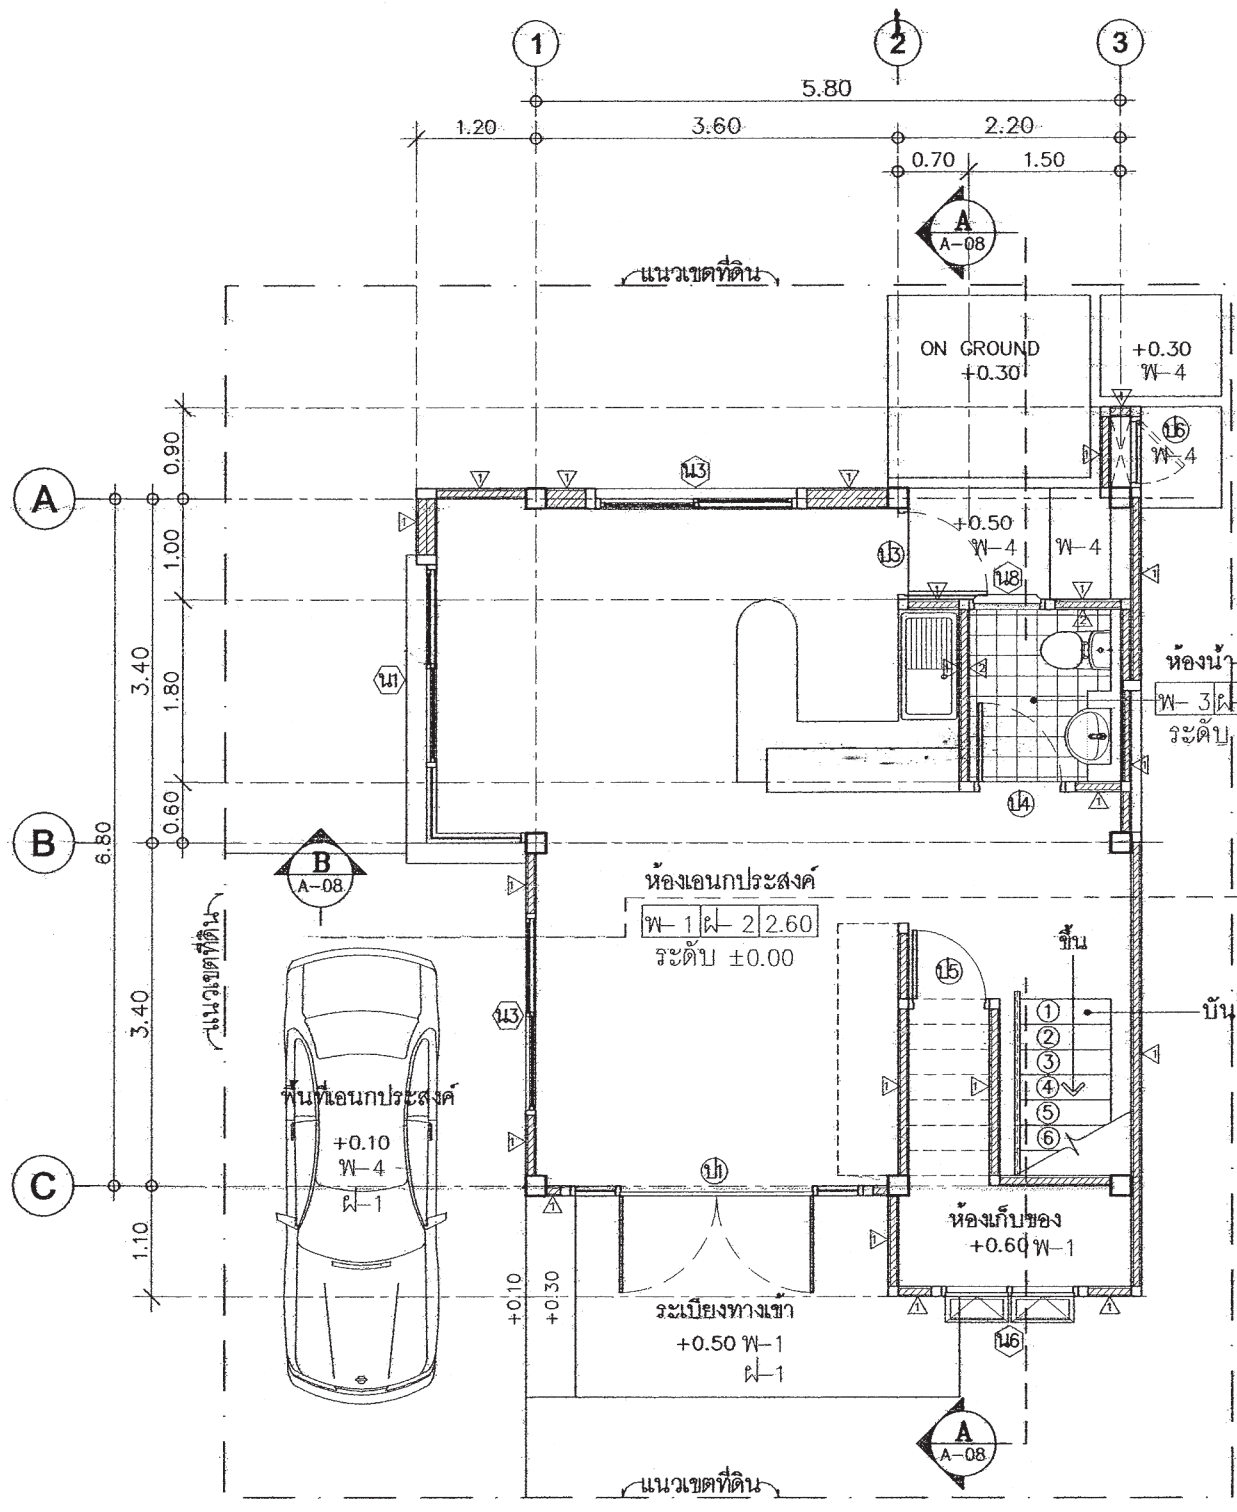 1 2 3
5.80
1.20 3.60 2.20
0.70 1.50
A
A-08
แนวเขตที่ดิน
ON GROUND
+0.30
+0.30
พ-4
ป6
พ-4
น3
A
0.90
1.00
3.40
1.80
0.60
6.80
+0.50
พ-4
พ-4
ป3
น8
น1
ห้องน้ำ
พ-3
ระดับ
ป4
B
B
A-08
ห้องเอนกประสงค์
พ-1 ฝ-2 2.60
ระดับ ±0.00
แนวเขตที่ดิน
ขึ้น
ป5
น3
1
2
3
4
5
6
บัน
3.40
พื้นที่เอนกประสงค์
+0.10
พ-4
ฝ-1
C
ป1
ห้องเก็บของ
+0.60 พ-1
1.10
+0.10
+0.30
ระเบียงทางเข้า
+0.50 พ-1
ฝ-1
น6
A
A-08
แนวเขตที่ดิน